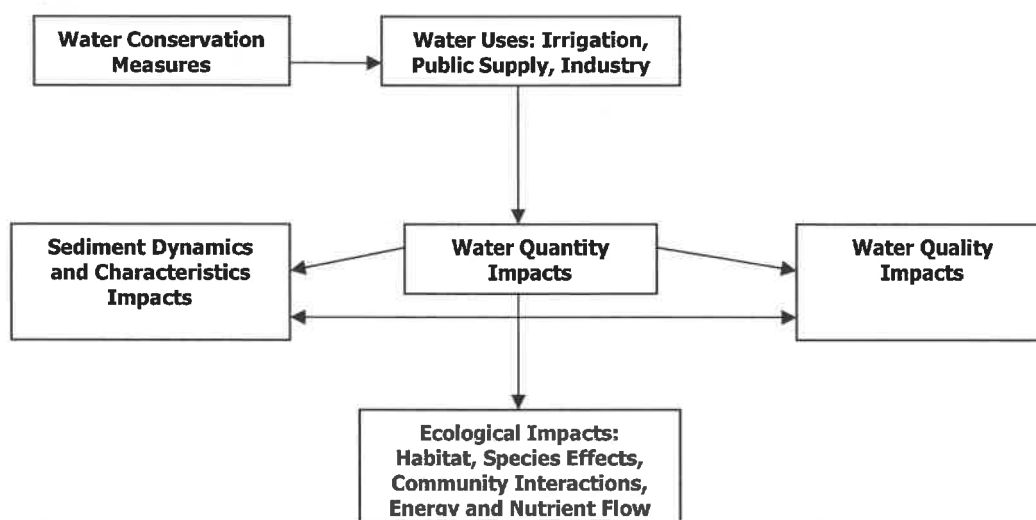 Water Conservation
Measures
Water Uses: Irrigation,
Public Supply, Industry
Sediment Dynamics
and Characteristics
Impacts
Water Quantity
Impacts
Water Quality
Impacts
Ecological Impacts:
Habitat, Species Effects,
Community Interactions,
Energy and Nutrient Flow